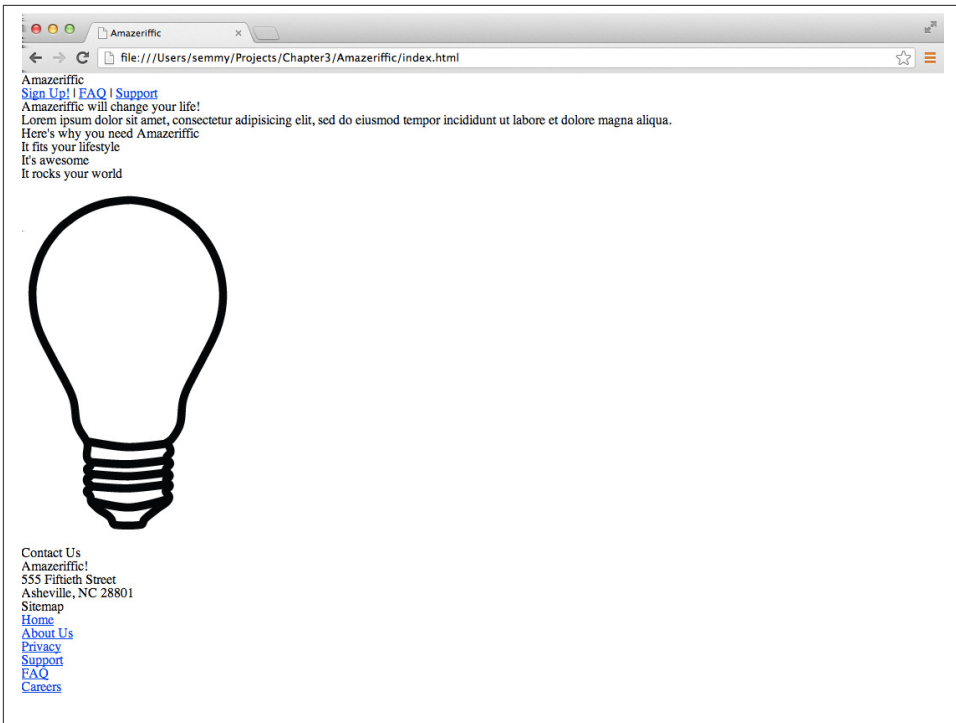 Amazeriffic
file:///Users/semmy/Projects/Chapter3/Amazeriffic/index.html
Amazeriffic
Sign Up! | FAQ | Support
Amazeriffic will change your life!
Lorem ipsum dolor sit amet, consectetur adipisicing elit, sed do eiusmod tempor incididunt ut labore et dolore magna aliqua.
Here's why you need Amazeriffic
It fits your lifestyle
It's awesome
It rocks your world
Contact Us
Amazeriffic!
555 Fiftieth Street
Asheville, NC 28801
Sitemap
Home
About Us
Privacy
Support
FAQ
Careers